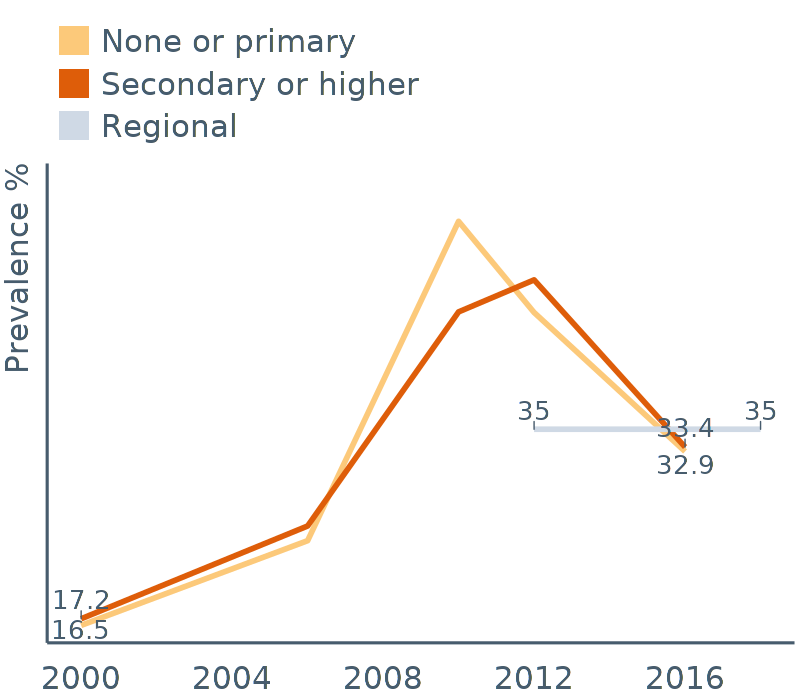 None or primary
Secondary or higher
Regional
Prevalence %
35
35
33.4
32.9
17.2
16.5
2000 2004 2008 2012 2016